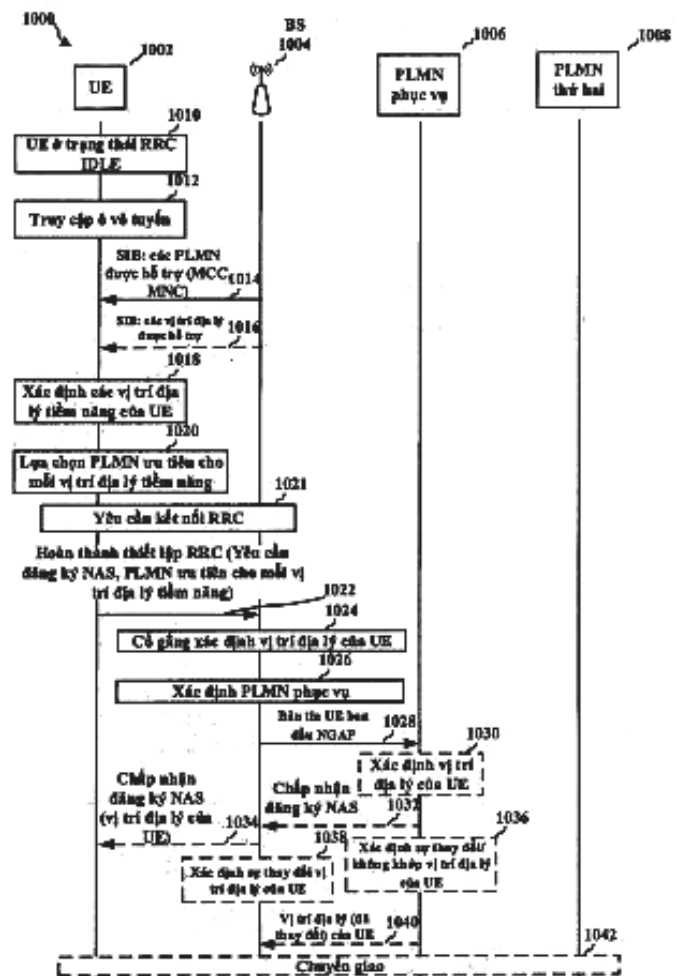 1000
1002
UE
BS
1004
1006
PLMN
phục vụ
1008
PLMN
thứ hai
1010
UE ở trạng thái RRC
IDLE
1012
Truy cập ô vô tuyến
SIB: các PLMN
được hỗ trợ (MCC,
MNC)
1014
SIB: các vị trí địa lý
được hỗ trợ
1016
1018
Xác định các vị trí địa
lý tiềm năng của UE
1020
Lựa chọn PLMN ưu tiên cho
mỗi vị trí địa lý tiềm năng
1021
Yêu cầu kết nối RRC
Hoàn thành thiết lập RRC (Yêu cầu
đăng ký NAS, PLMN ưu tiên cho mỗi vị
trí địa lý tiềm năng)
1022
1024
Cố gắng xác định vị trí địa lý của UE
1026
Xác định PLMN phục vụ
Bản tin UE ban
đầu NGAP
1028
1030
Xác định vị trí
địa lý của UE
Chấp nhận
đăng ký NAS
1032
Chấp nhận
đăng ký NAS
(vị trí địa lý của
UE)
1034
1036
Xác định sự thay đổi/
không khớp vị trí địa lý
của UE
1038
Xác định sự thay đổi vị
trí địa lý của UE
Vị trí địa lý (đã
thay đổi) của UE
1040
1042
Chuyển giao